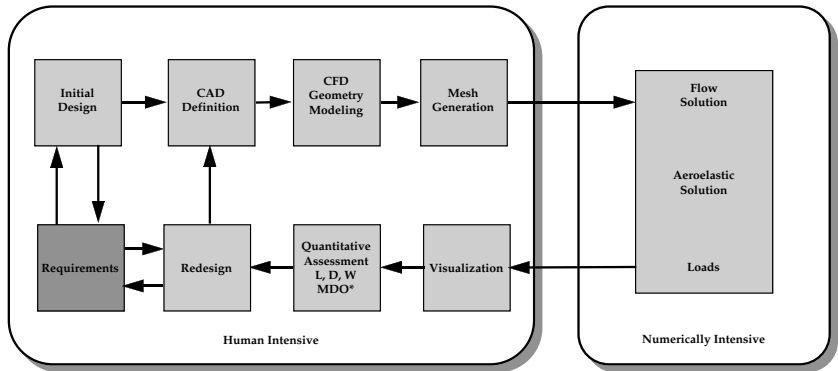 Initial
Design
CAD
Definition
CFD
Geometry
Modeling
Mesh
Generation
Flow
Solution
Aeroelastic
Solution
Loads
Requirements
Redesign
Quantitative
Assessment
L, D, W
MDO*
Visualization
Human Intensive
Numerically Intensive